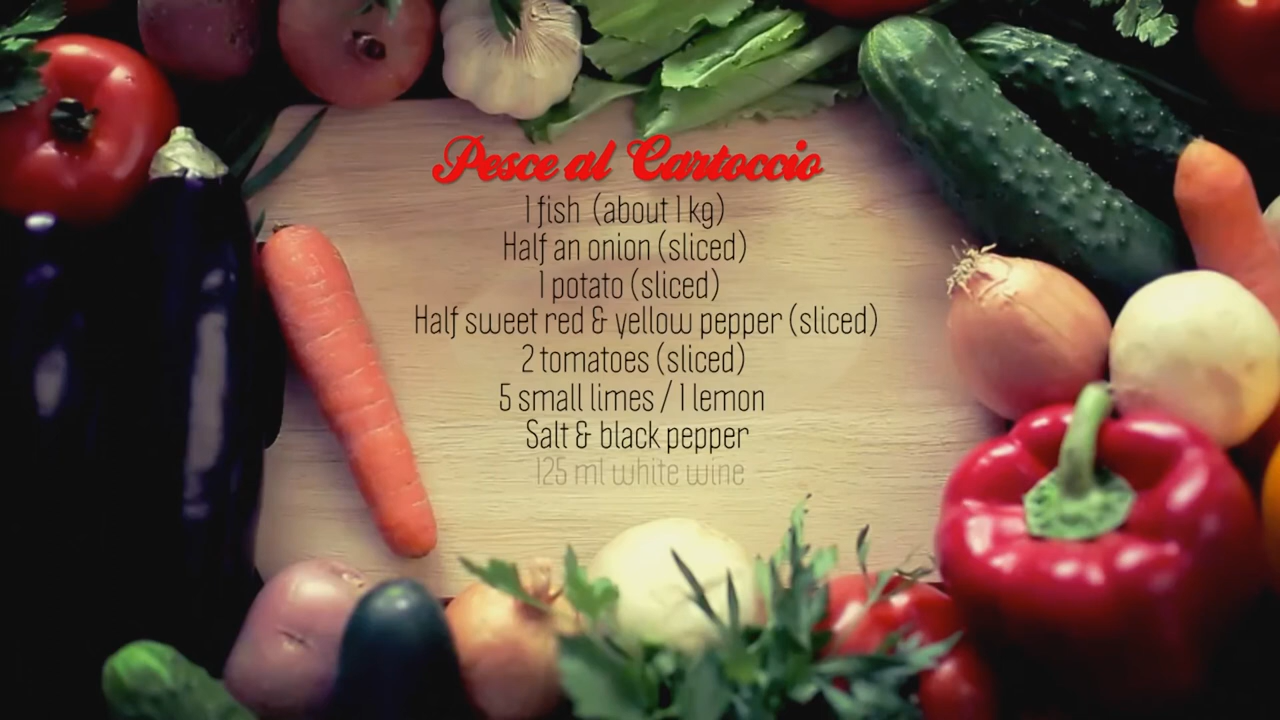 Pesce al Cartoccio
1 fish (about 1 kg)
Half an onion (sliced)
1 potato (sliced)
Half sweet red & yellow pepper (sliced)
2 tomatoes (sliced)
5 small limes / 1 lemon
Salt & black pepper
125 ml white wine